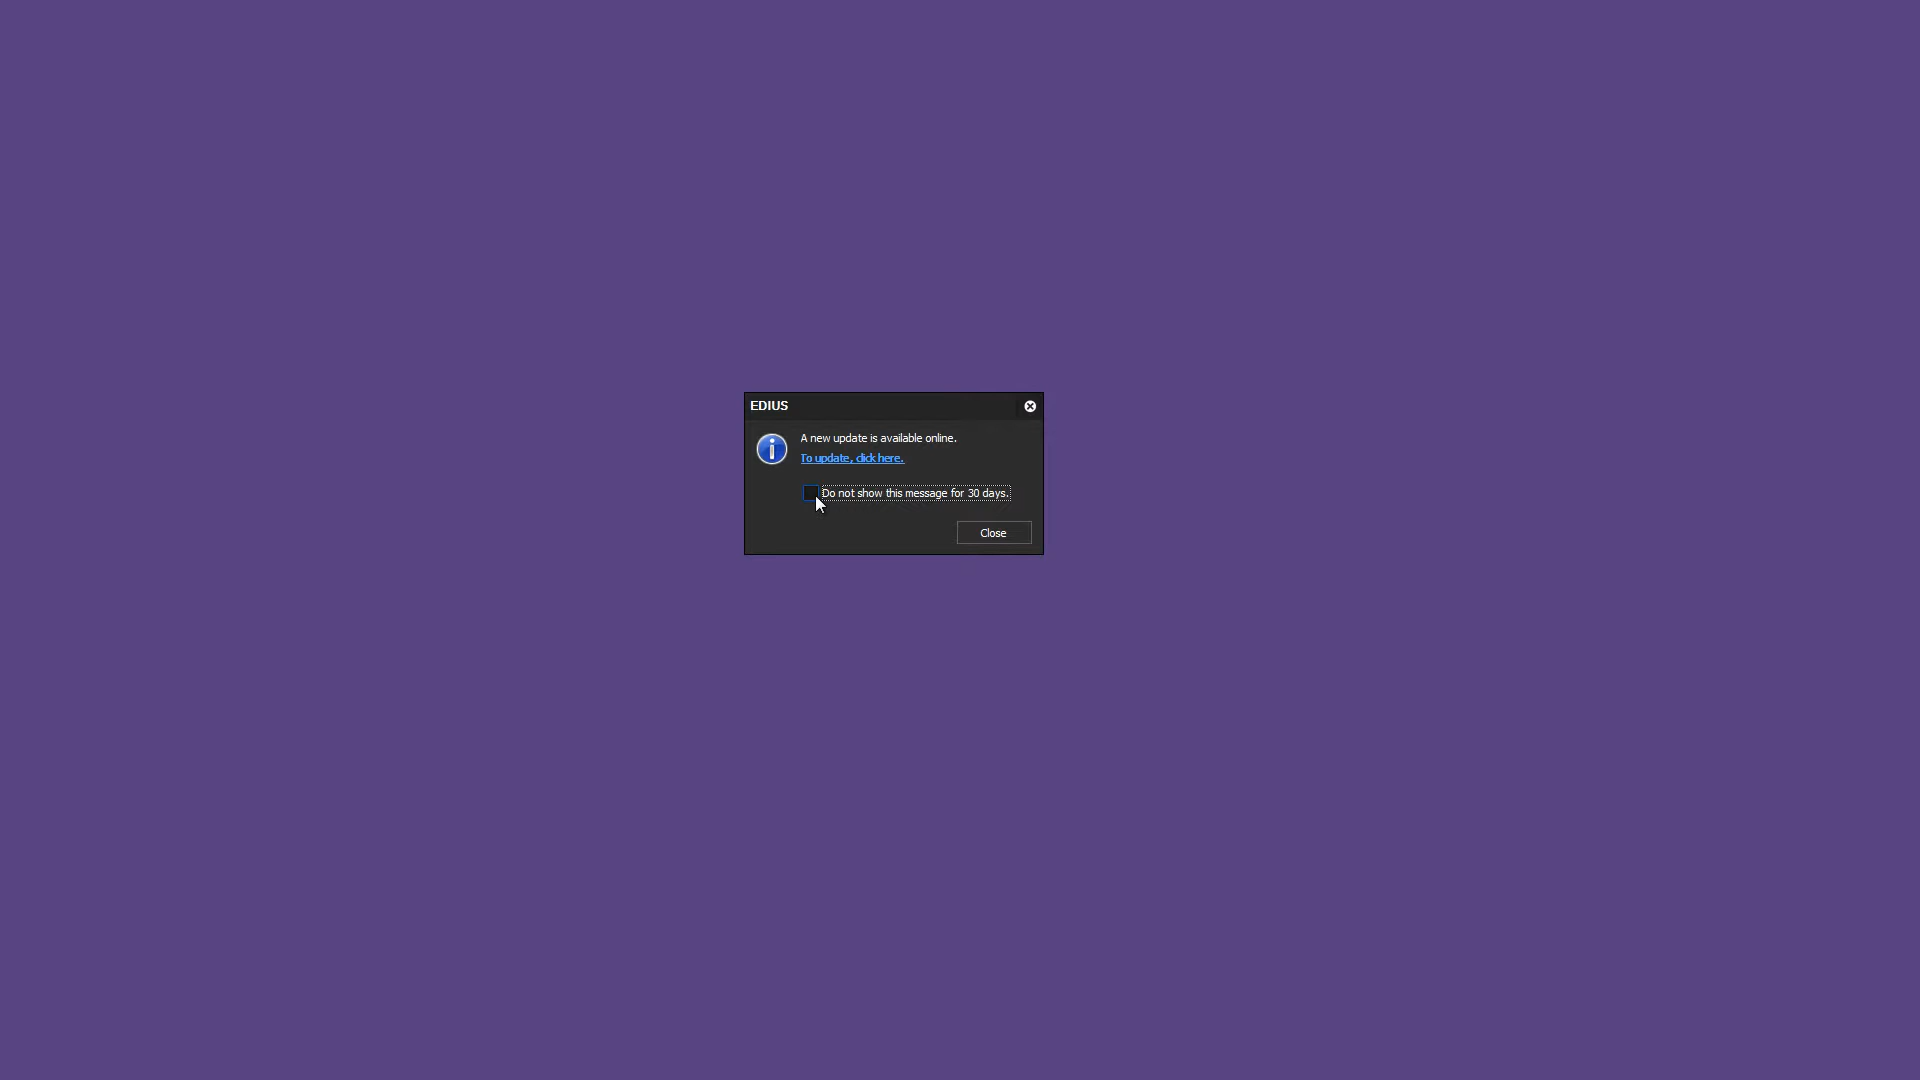 EDIUS
A new update is available online.
To update, click here.
Do not show this message for 30 days.
Close